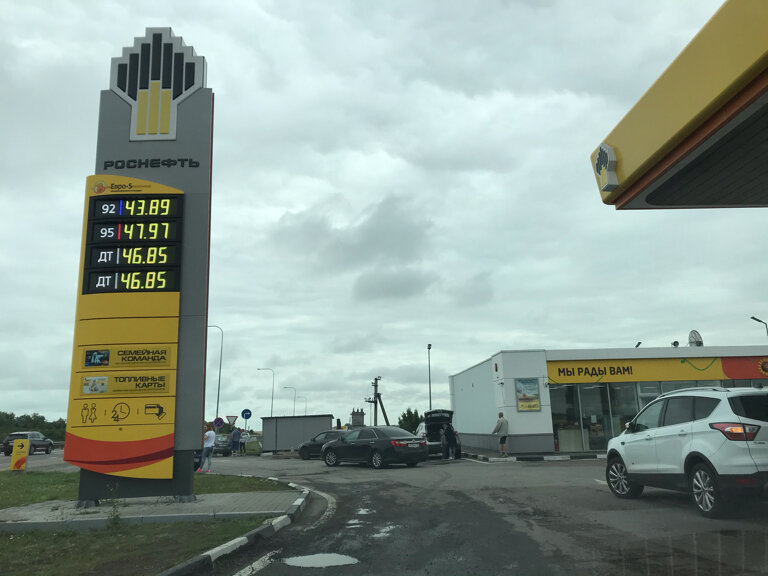 РОСНЕФТЬ
Евро-5
92 43.89
95 47.97
ДТ 46.85
ДТ 46.85
СЕМЕЙНАЯ
КОМАНДА
ТОПЛИВНЫЕ
КАРТЫ
24
МЫ РАДЫ ВАМ!